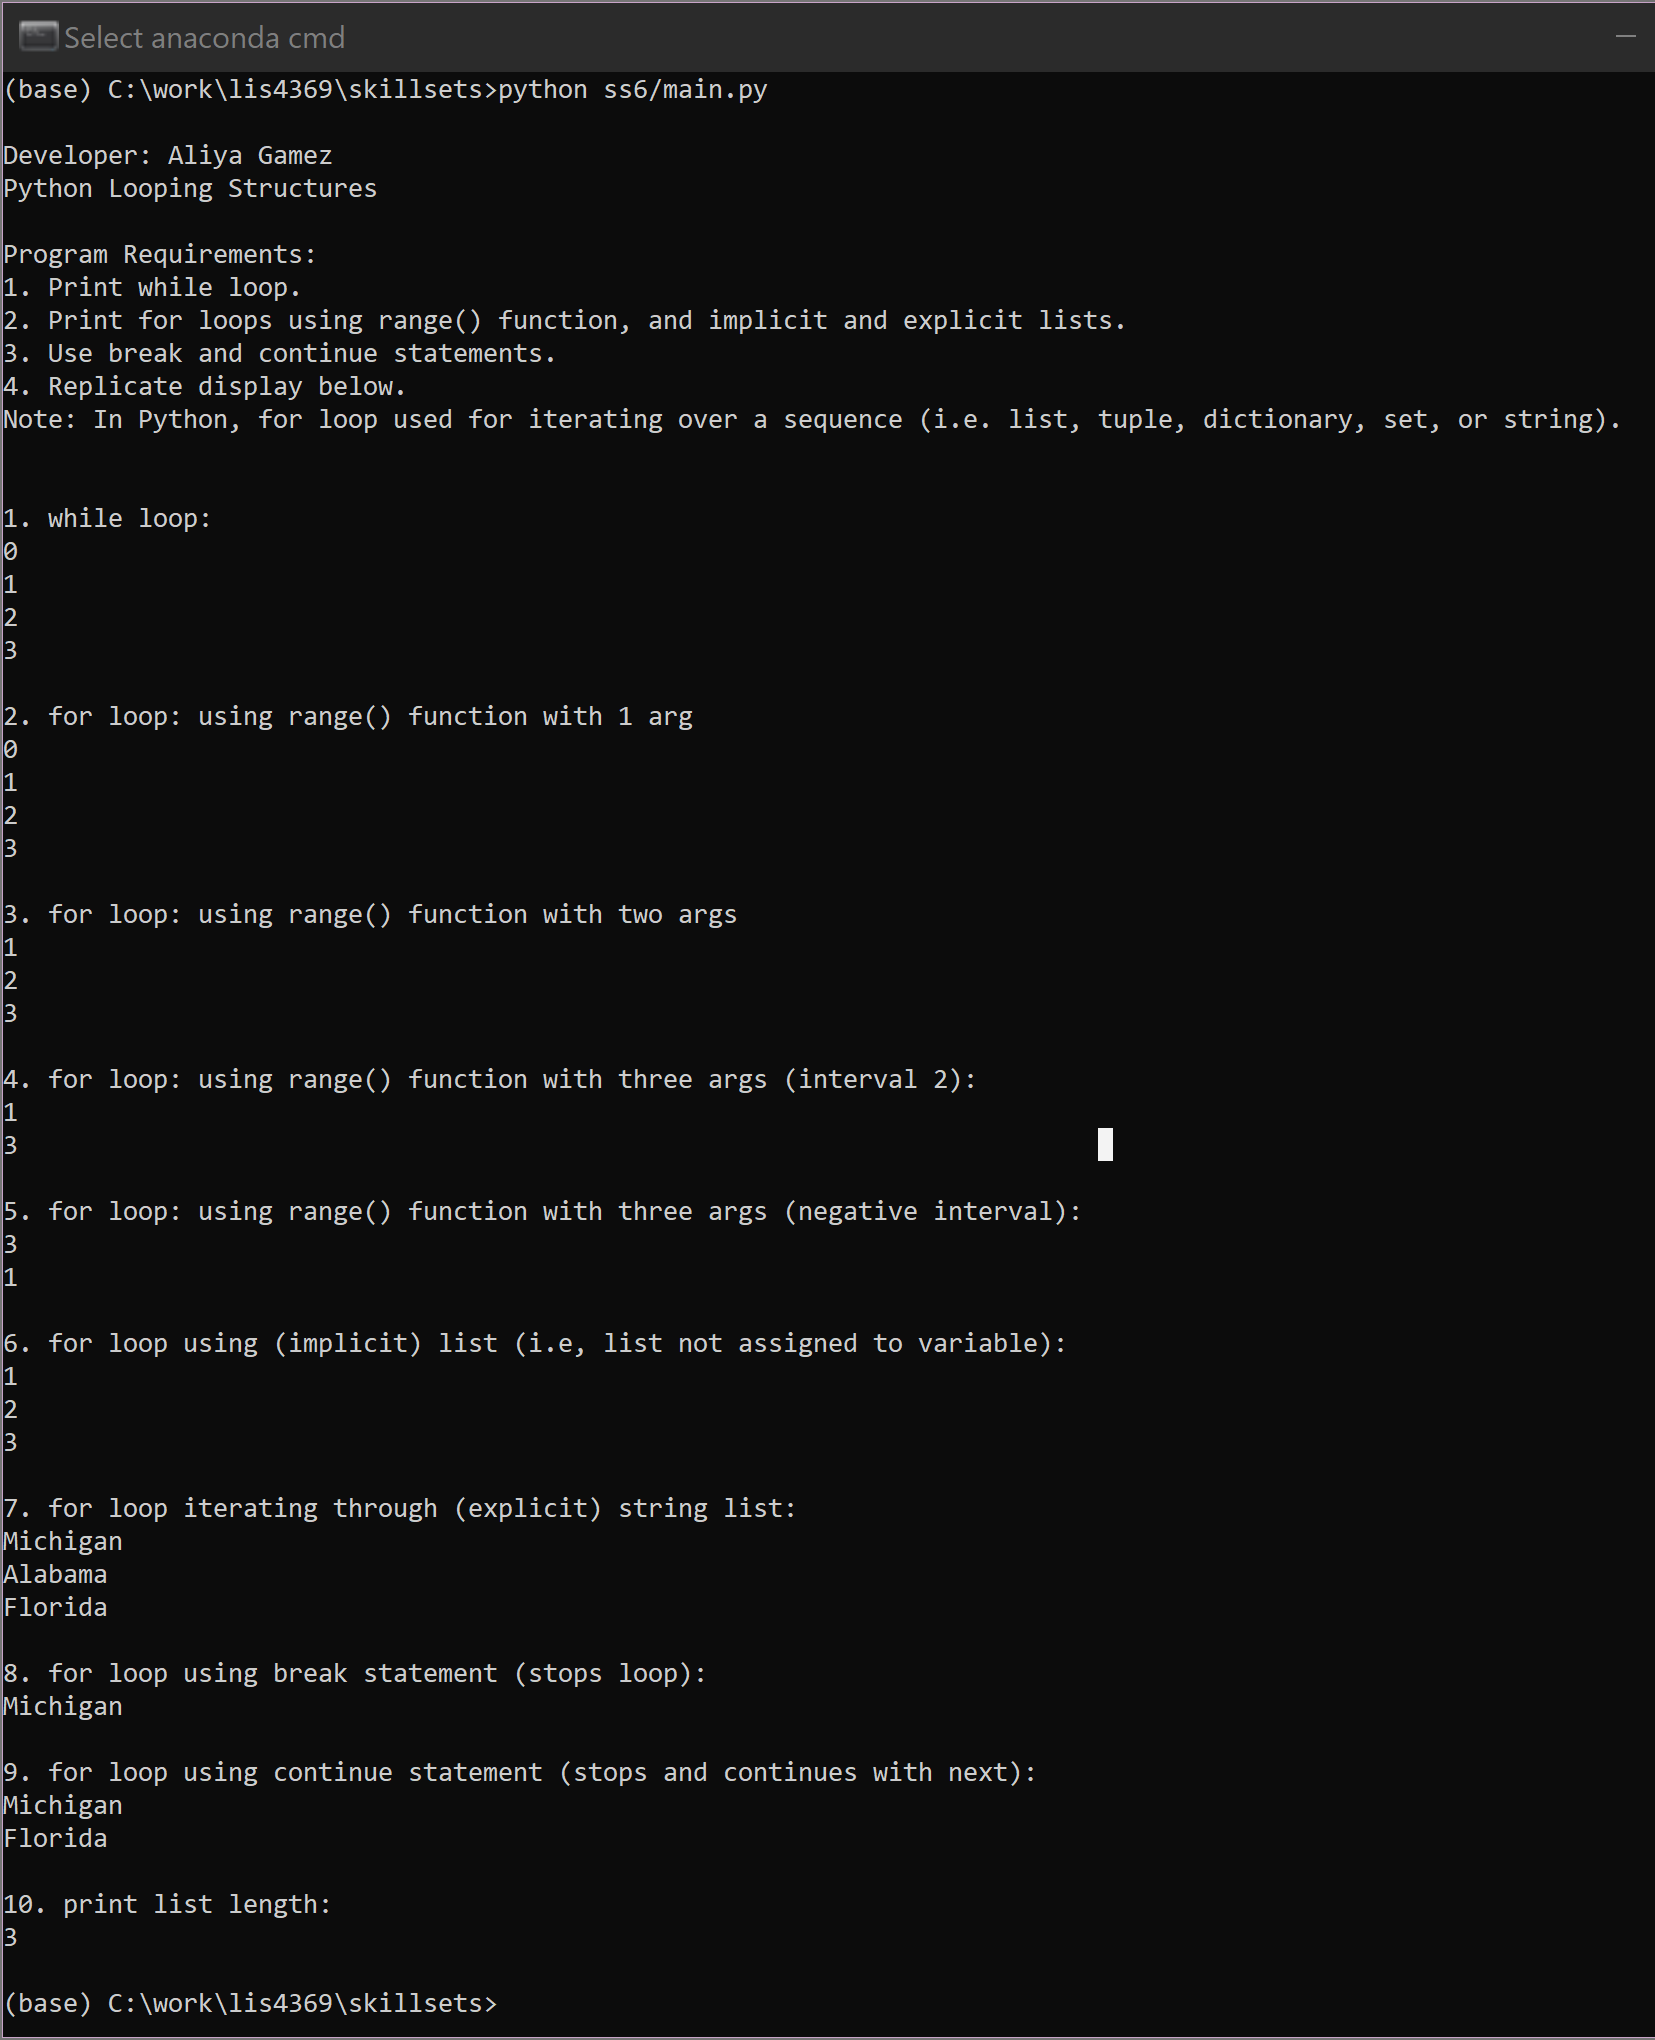 Select anaconda cmd
(base) C:\work\lis4369\skillsets>python ss6/main.py
Developer: Aliya Gamez
Python Looping Structures
Program Requirements:
1. Print while loop.
2. Print for loops using range() function, and implicit and explicit lists.
3. Use break and continue statements.
4. Replicate display below.
Note: In Python, for loop used for iterating over a sequence (i.e. list, tuple, dictionary, set, or string).
1. while loop:
0
1
2
3
2. for loop: using range() function with 1 arg
0
1
2
3
3. for loop: using range() function with two args
1
2
3
4. for loop: using range() function with three args (interval 2):
1
3
5. for loop: using range() function with three args (negative interval):
3
1
6. for loop using (implicit) list (i.e, list not assigned to variable):
1
2
3
7. for loop iterating through (explicit) string list:
Michigan
Alabama
Florida
8. for loop using break statement (stops loop):
Michigan
9. for loop using continue statement (stops and continues with next):
Michigan
Florida
10. print list length:
3
(base) C:\work\lis4369\skillsets>